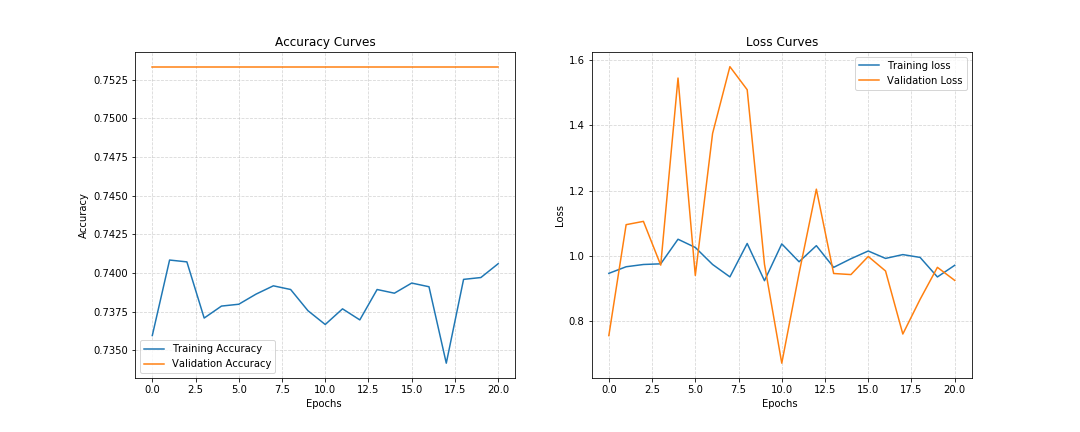 Accuracy Curves
0.7525
0.7500
0.7475
0.7450
0.7425
0.7400
0.7375
0.7350
Accuracy
Training Accuracy
Validation Accuracy
0.0 2.5 5.0 7.5 10.0 12.5 15.0 17.5 20.0
Epochs
Loss Curves
1.6
1.4
1.2
1.0
0.8
Loss
Training loss
Validation Loss
0.0 2.5 5.0 7.5 10.0 12.5 15.0 17.5 20.0
Epochs